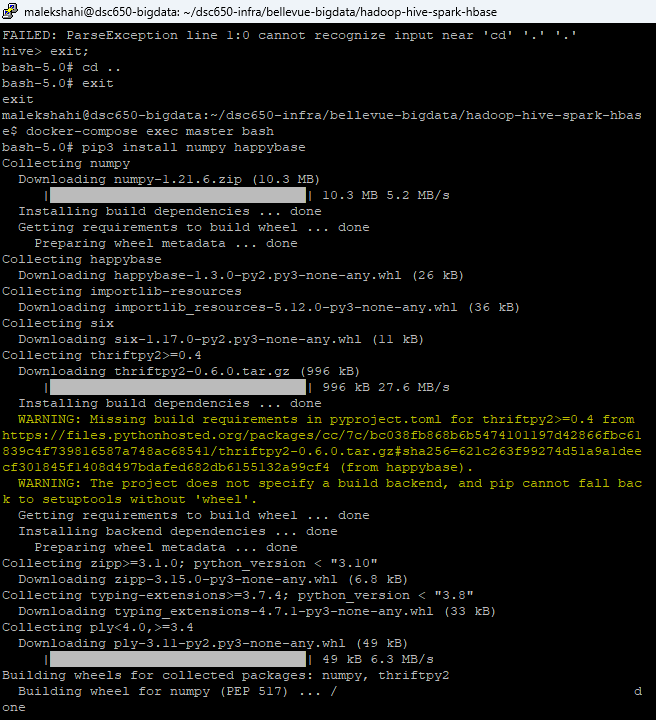 malekshahi@dsc650-bigdata: ~/dsc650-infra/bellevue-bigdata/hadoop-hive-spark-hbase
FAILED: ParseException line 1:0 cannot recognize input near 'cd' '.' '.'
hive> exit;
bash-5.0# cd ..
bash-5.0# exit
exit
malekshahi@dsc650-bigdata:~/dsc650-infra/bellevue-bigdata/hadoop-hive-spark-hbas
e$ docker-compose exec master bash
bash-5.0# pip3 install numpy happybase
Collecting numpy
  Downloading numpy-1.21.6.zip (10.3 MB)
     |████████████████████████████████| 10.3 MB 5.2 MB/s
  Installing build dependencies ... done
  Getting requirements to build wheel ... done
    Preparing wheel metadata ... done
Collecting happybase
  Downloading happybase-1.3.0-py2.py3-none-any.whl (26 kB)
Collecting importlib-resources
  Downloading importlib_resources-5.12.0-py3-none-any.whl (36 kB)
Collecting six
  Downloading six-1.17.0-py2.py3-none-any.whl (11 kB)
Collecting thriftpy2>=0.4
  Downloading thriftpy2-0.6.0.tar.gz (996 kB)
     |████████████████████████████████| 996 kB 27.6 MB/s
  Installing build dependencies ... done
  WARNING: Missing build requirements in pyproject.toml for thriftpy2>=0.4 from
https://files.pythonhosted.org/packages/cc/7c/bc038fb868b6b5474101197d42866fbc61
839c4f739816587a748ac68541/thriftpy2-0.6.0.tar.gz#sha256=621c263f99274d51a9a1dee
cf301845f1408d497bdafed682db6155132a99cf4 (from happybase).
  WARNING: The project does not specify a build backend, and pip cannot fall bac
k to setuptools without 'wheel'.
  Getting requirements to build wheel ... done
  Installing backend dependencies ... done
    Preparing wheel metadata ... done
Collecting zipp>=3.1.0; python_version < "3.10"
  Downloading zipp-3.15.0-py3-none-any.whl (6.8 kB)
Collecting typing-extensions>=3.7.4; python_version < "3.8"
  Downloading typing_extensions-4.7.1-py3-none-any.whl (33 kB)
Collecting ply<4.0,>=3.4
  Downloading ply-3.11-py2.py3-none-any.whl (49 kB)
     |████████████████████████████████| 49 kB 6.3 MB/s
Building wheels for collected packages: numpy, thriftpy2
  Building wheel for numpy (PEP 517) ... / d
one